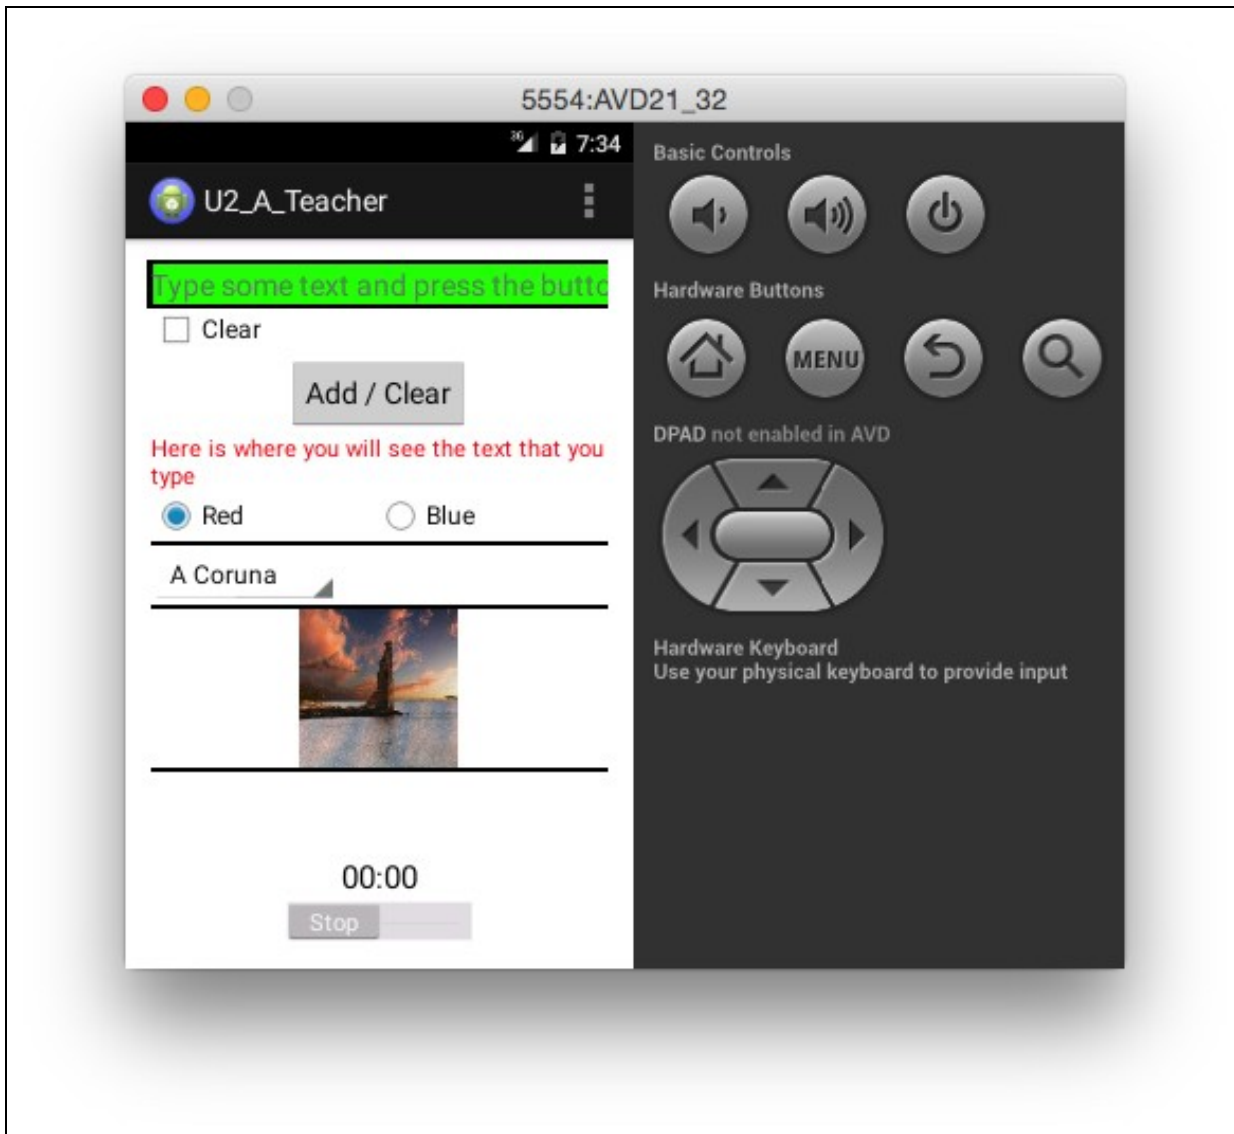 5554:AVD21_32
3G 7:34
U2_A_Teacher
Type some text and press the butto
Clear
Add / Clear
Here is where you will see the text that you
type
Red Blue
A Coruna
00:00
Stop
Basic Controls
Hardware Buttons
MENU
DPAD not enabled in AVD
Hardware Keyboard
Use your physical keyboard to provide input